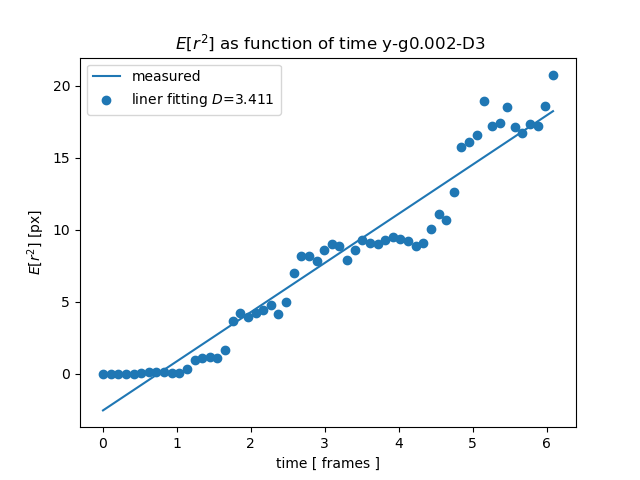 E[r²] as function of time y-g0.002-D3
measured
liner fitting D=3.411
20
15
10
5
0
E[r²] [px]
0 1 2 3 4 5 6
time [ frames ]